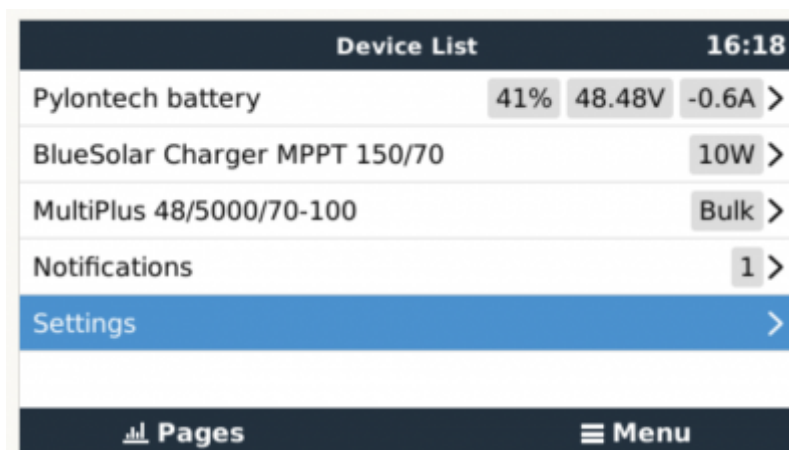 Device List 16:18
Pylontech battery 41% 48.48V -0.6A
BlueSolar Charger MPPT 150/70 10W
MultiPlus 48/5000/70-100 Bulk
Notifications 1
Settings
Pages Menu